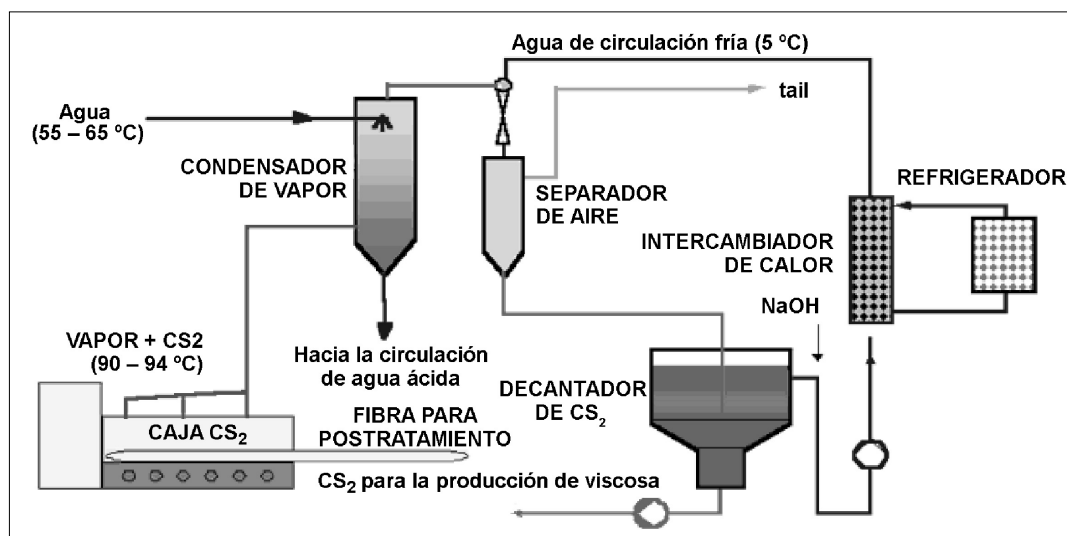 Agua de circulación fría (5 ºC)
tail
Agua
(55 – 65 ºC)
CONDENSADOR
DE VAPOR
SEPARADOR
DE AIRE
REFRIGERADOR
INTERCAMBIADOR
DE CALOR
NaOH
VAPOR + CS2
(90 – 94 ºC)
Hacia la circulación
de agua ácida
DECANTADOR
DE CS₂
CAJA CS₂
FIBRA PARA
POSTRATAMIENTO
CS₂ para la producción de viscosa